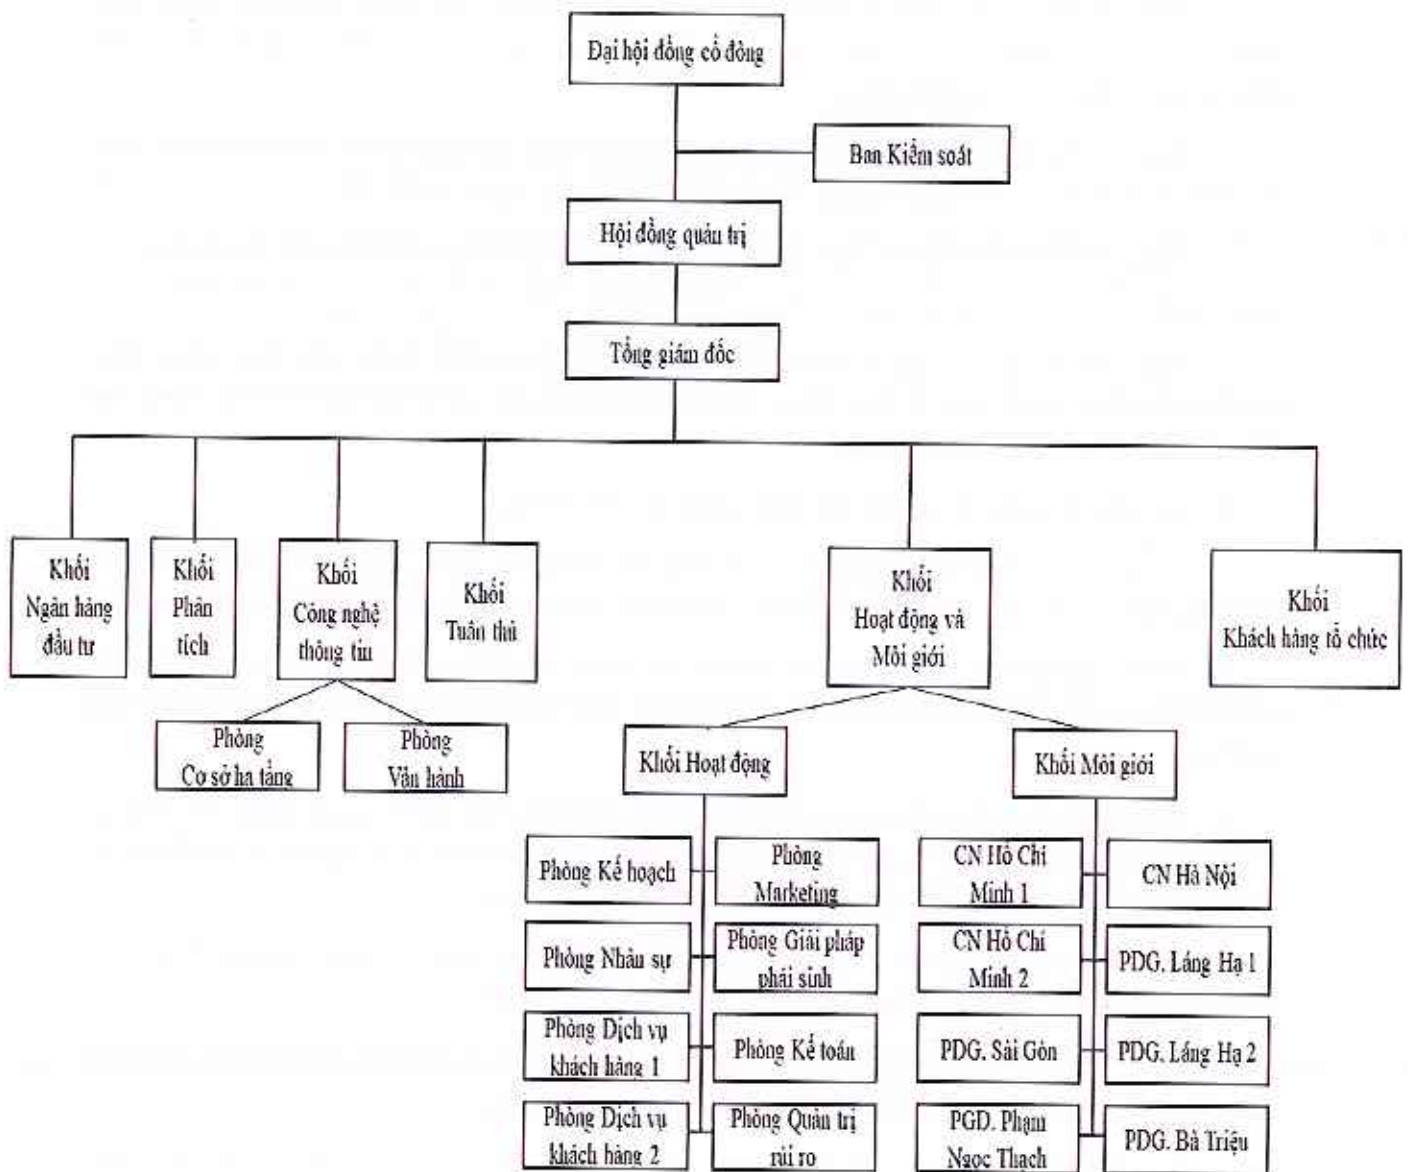 Đại hội đồng cổ đông
Ban Kiểm soát
Hội đồng quản trị
Tổng giám đốc
Khối
Ngân hàng
đầu tư
Khối
Phân
tích
Khối
Công nghệ
thông tin
Khối
Tuân thủ
Khối
Hoạt động và
Môi giới
Khối
Khách hàng tổ chức
Phòng
Cơ sở hạ tầng
Phòng
Vận hành
Khối Hoạt động
Khối Môi giới
Phòng Kế hoạch
Phòng
Marketing
CN Hồ Chí
Minh 1
CN Hà Nội
Phòng Nhân sự
Phòng Giải pháp
phái sinh
CN Hồ Chí
Minh 2
PDG. Láng Hạ 1
Phòng Dịch vụ
khách hàng 1
Phòng Kế toán
PDG. Sài Gòn
PDG. Láng Hạ 2
Phòng Dịch vụ
khách hàng 2
Phòng Quản trị
rủi ro
PGD. Phạm
Ngọc Thạch
PDG. Bà Triệu